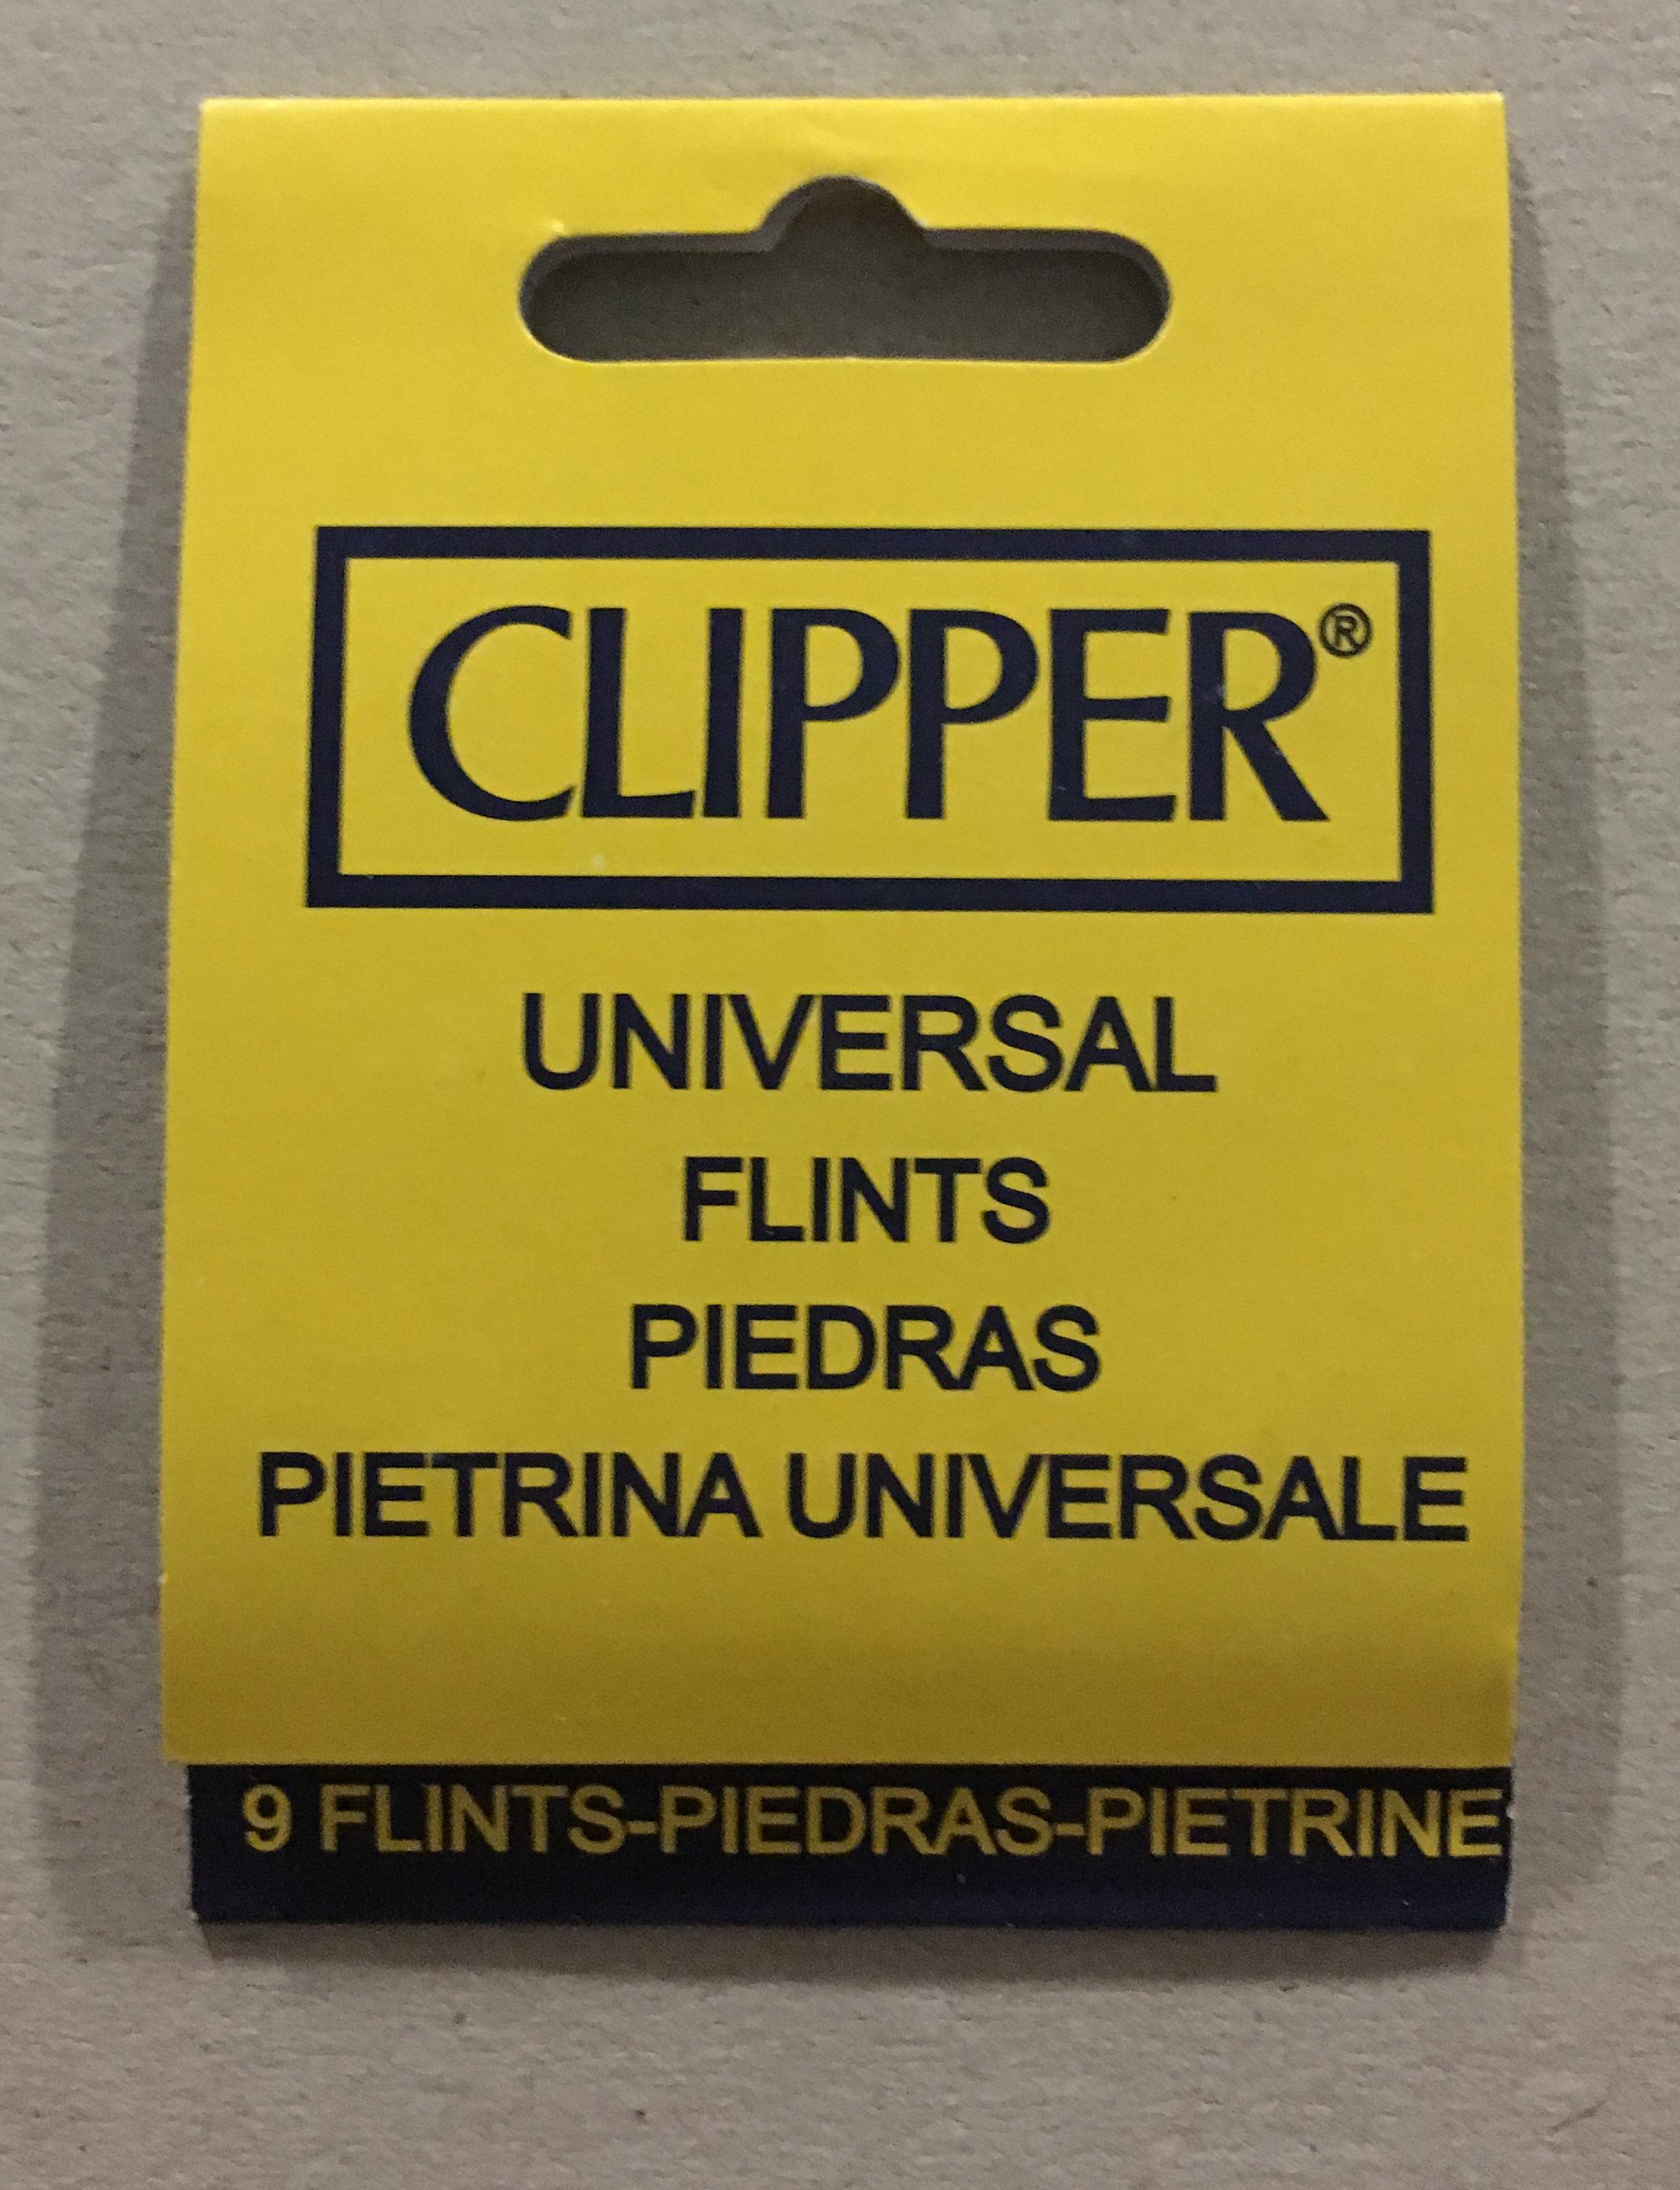 CLIPPER®
UNIVERSAL
FLINTS
PIEDRAS
PIETRINA UNIVERSALE
9 FLINTS-PIEDRAS-PIETRINE